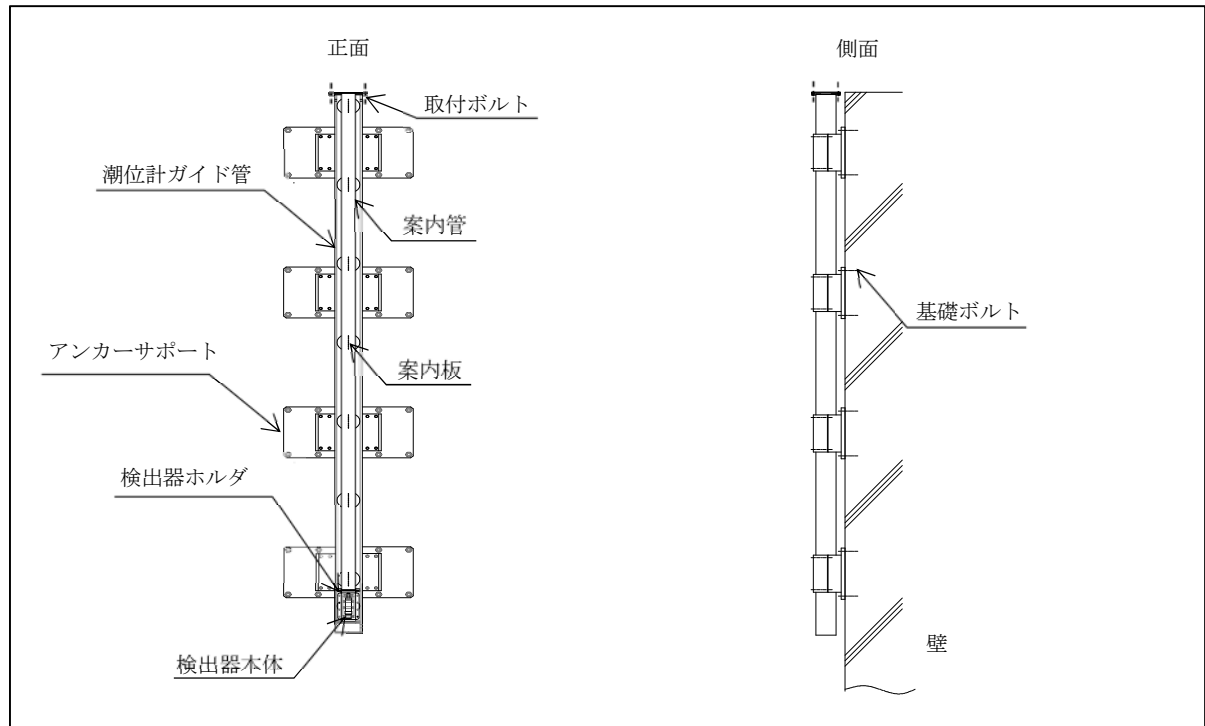 正面
側面
取付ボルト
潮位計ガイド管
案内管
基礎ボルト
アンカーサポート
案内板
検出器ホルダ
壁
検出器本体